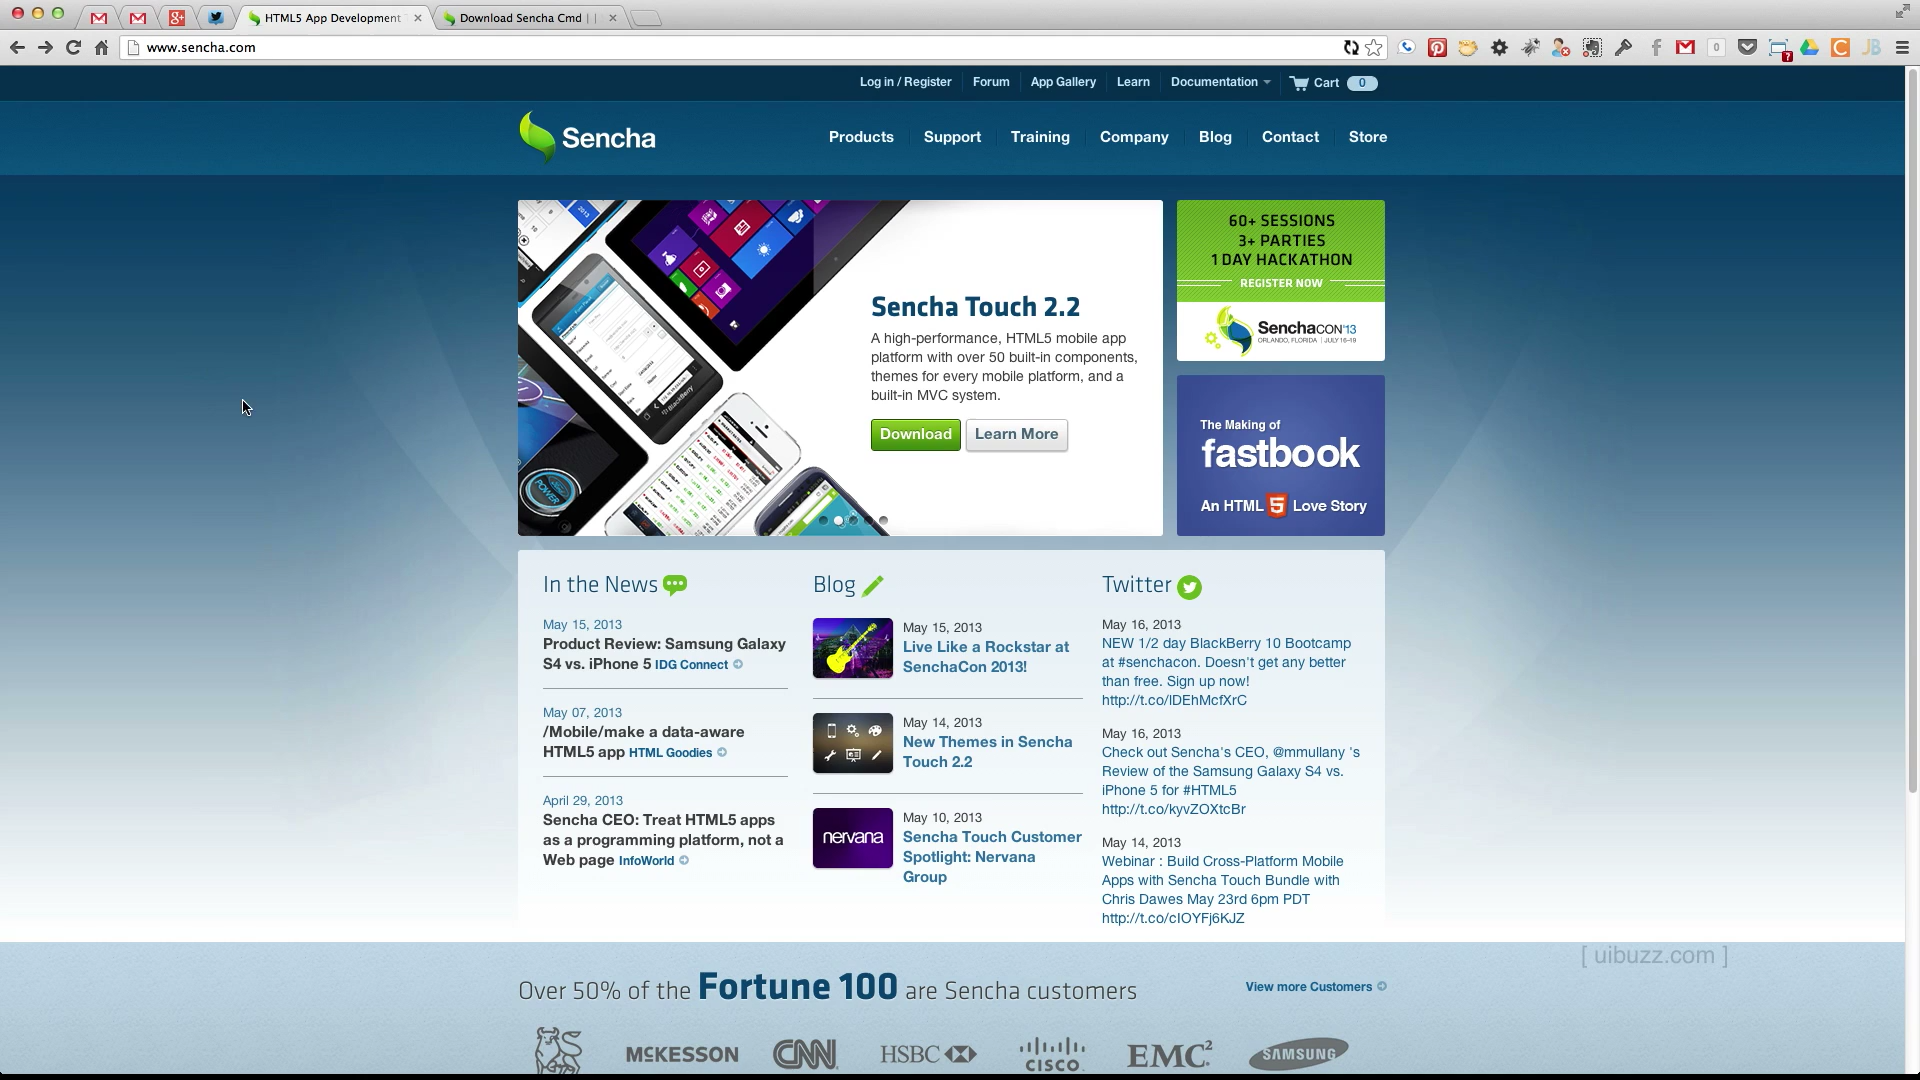 HTML5 App Development
Download Sencha Cmd
www.sencha.com
Log in / Register
Forum
App Gallery
Learn
Documentation
Cart
0
Sencha
Products
Support
Training
Company
Blog
Contact
Store
Sencha Touch 2.2
A high-performance, HTML5 mobile app
platform with over 50 built-in components,
themes for every mobile platform, and a
built-in MVC system.
Download
Learn More
60+ SESSIONS
3+ PARTIES
1 DAY HACKATHON
REGISTER NOW
SenchaCON'13
ORLANDO, FLORIDA | JULY 16-19
The Making of
fastbook
An HTML 5 Love Story
In the News
May 15, 2013
Product Review: Samsung Galaxy
S4 vs. iPhone 5 IDG Connect
May 07, 2013
/Mobile/make a data-aware
HTML5 app HTML Goodies
April 29, 2013
Sencha CEO: Treat HTML5 apps
as a programming platform, not a
Web page InfoWorld
Blog
May 15, 2013
Live Like a Rockstar at
SenchaCon 2013!
May 14, 2013
New Themes in Sencha
Touch 2.2
nervana
May 10, 2013
Sencha Touch Customer
Spotlight: Nervana
Group
Twitter
May 16, 2013
NEW 1/2 day BlackBerry 10 Bootcamp
at #senchacon. Doesn't get any better
than free. Sign up now!
http://t.co/lDEhMcfXrC
May 16, 2013
Check out Sencha's CEO, @mmullany 's
Review of the Samsung Galaxy S4 vs.
iPhone 5 for #HTML5
http://t.co/kyvZOXtcBr
May 14, 2013
Webinar : Build Cross-Platform Mobile
Apps with Sencha Touch Bundle with
Chris Dawes May 23rd 6pm PDT
http://t.co/cIOYFj6KJZ
[ uibuzz.com ]
Over 50% of the Fortune 100 are Sencha customers
View more Customers
MCKESSON
CNN
HSBC
CISCO
EMC²
SAMSUNG